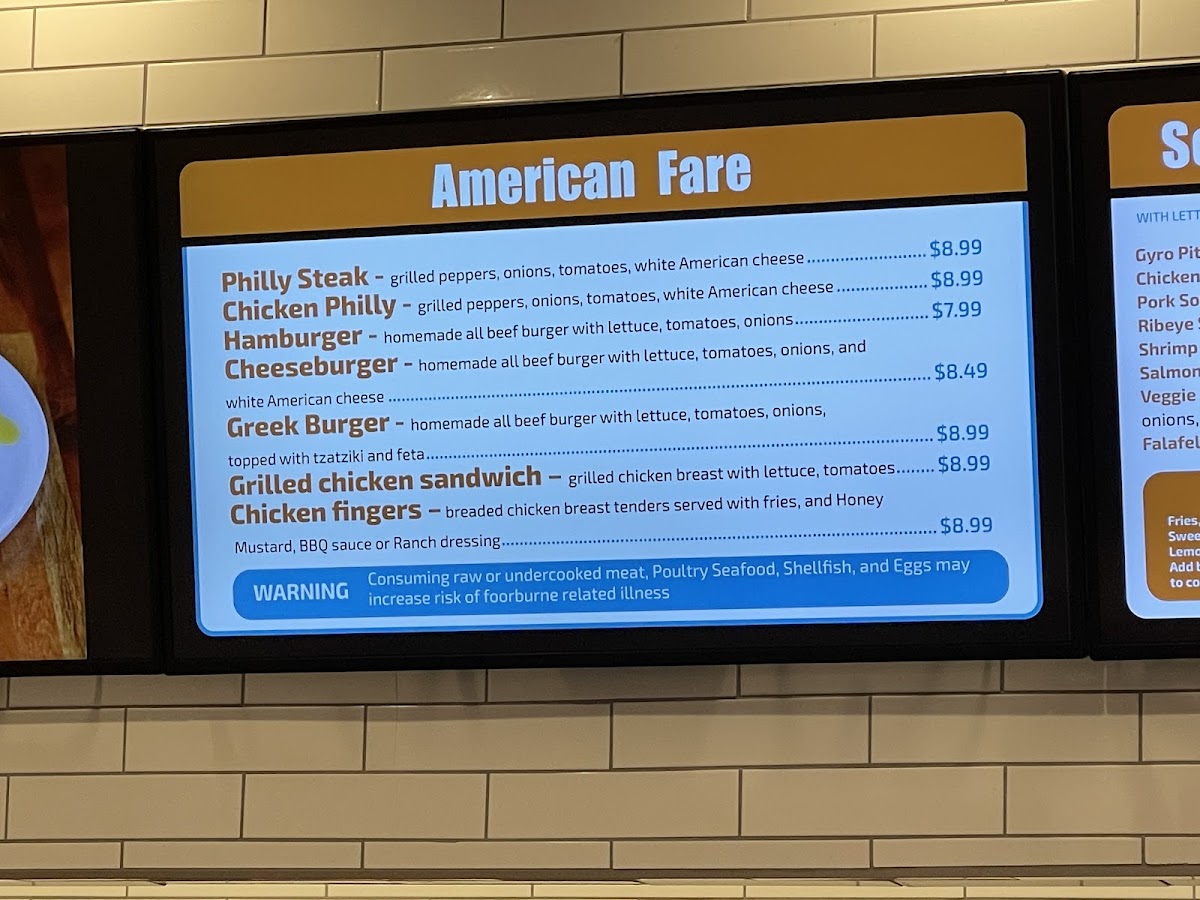 American Fare
Philly Steak - grilled peppers, onions, tomatoes, white American cheese..............................$8.99
Chicken Philly - grilled peppers, onions, tomatoes, white American cheese......................$8.99
Hamburger - homemade all beef burger with lettuce, tomatoes, onions................................$7.99
Cheeseburger - homemade all beef burger with lettuce, tomatoes, onions, and
white American cheese ..............................................................................................................$8.49
Greek Burger - homemade all beef burger with lettuce, tomatoes, onions,
topped with tzatziki and feta.....................................................................................................$8.99
Grilled chicken sandwich – grilled chicken breast with lettuce, tomatoes........$8.99
Chicken fingers – breaded chicken breast tenders served with fries, and Honey
Mustard, BBQ sauce or Ranch dressing......................................................................................$8.99
WARNING
Consuming raw or undercooked meat, Poultry Seafood, Shellfish, and Eggs may
increase risk of foorburne related illness
WITH
Gyro
Chicken
Pork
Ribeye
Shrimp
Salmon
Veggie
onions,
Falafel
Fries,
Add
to